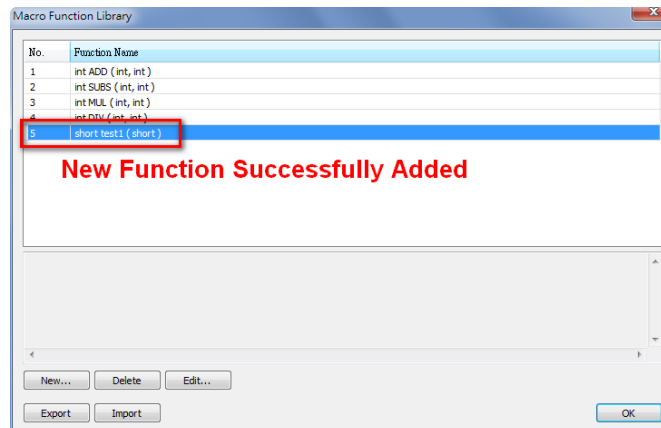 Macro Function Library
No. Function Name
1 int ADD ( int, int )
2 int SUBS ( int, int )
3 int MUL ( int, int )
4 int DIV ( int, int )
5 short test1 ( short )
New Function Successfully Added
New... Delete Edit...
Export Import OK